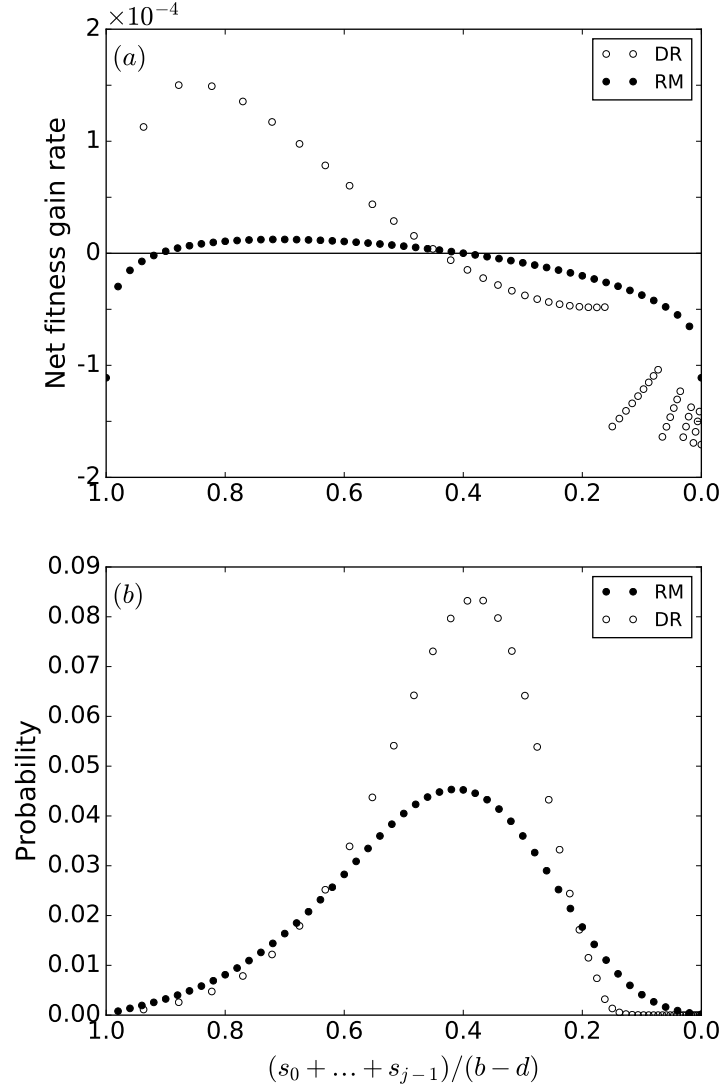 ×10⁻⁴
2
(a)
DR
RM
1
0
-1
-2
Net fitness gain rate
1.0 0.8 0.6 0.4 0.2 0.0
0.09
(b)
RM
DR
0.08
0.07
0.06
0.05
0.04
0.03
0.02
0.01
0.00
Probability
1.0 0.8 0.6 0.4 0.2 0.0
(s₀ + … + sⱼ₋₁)/(b − d)